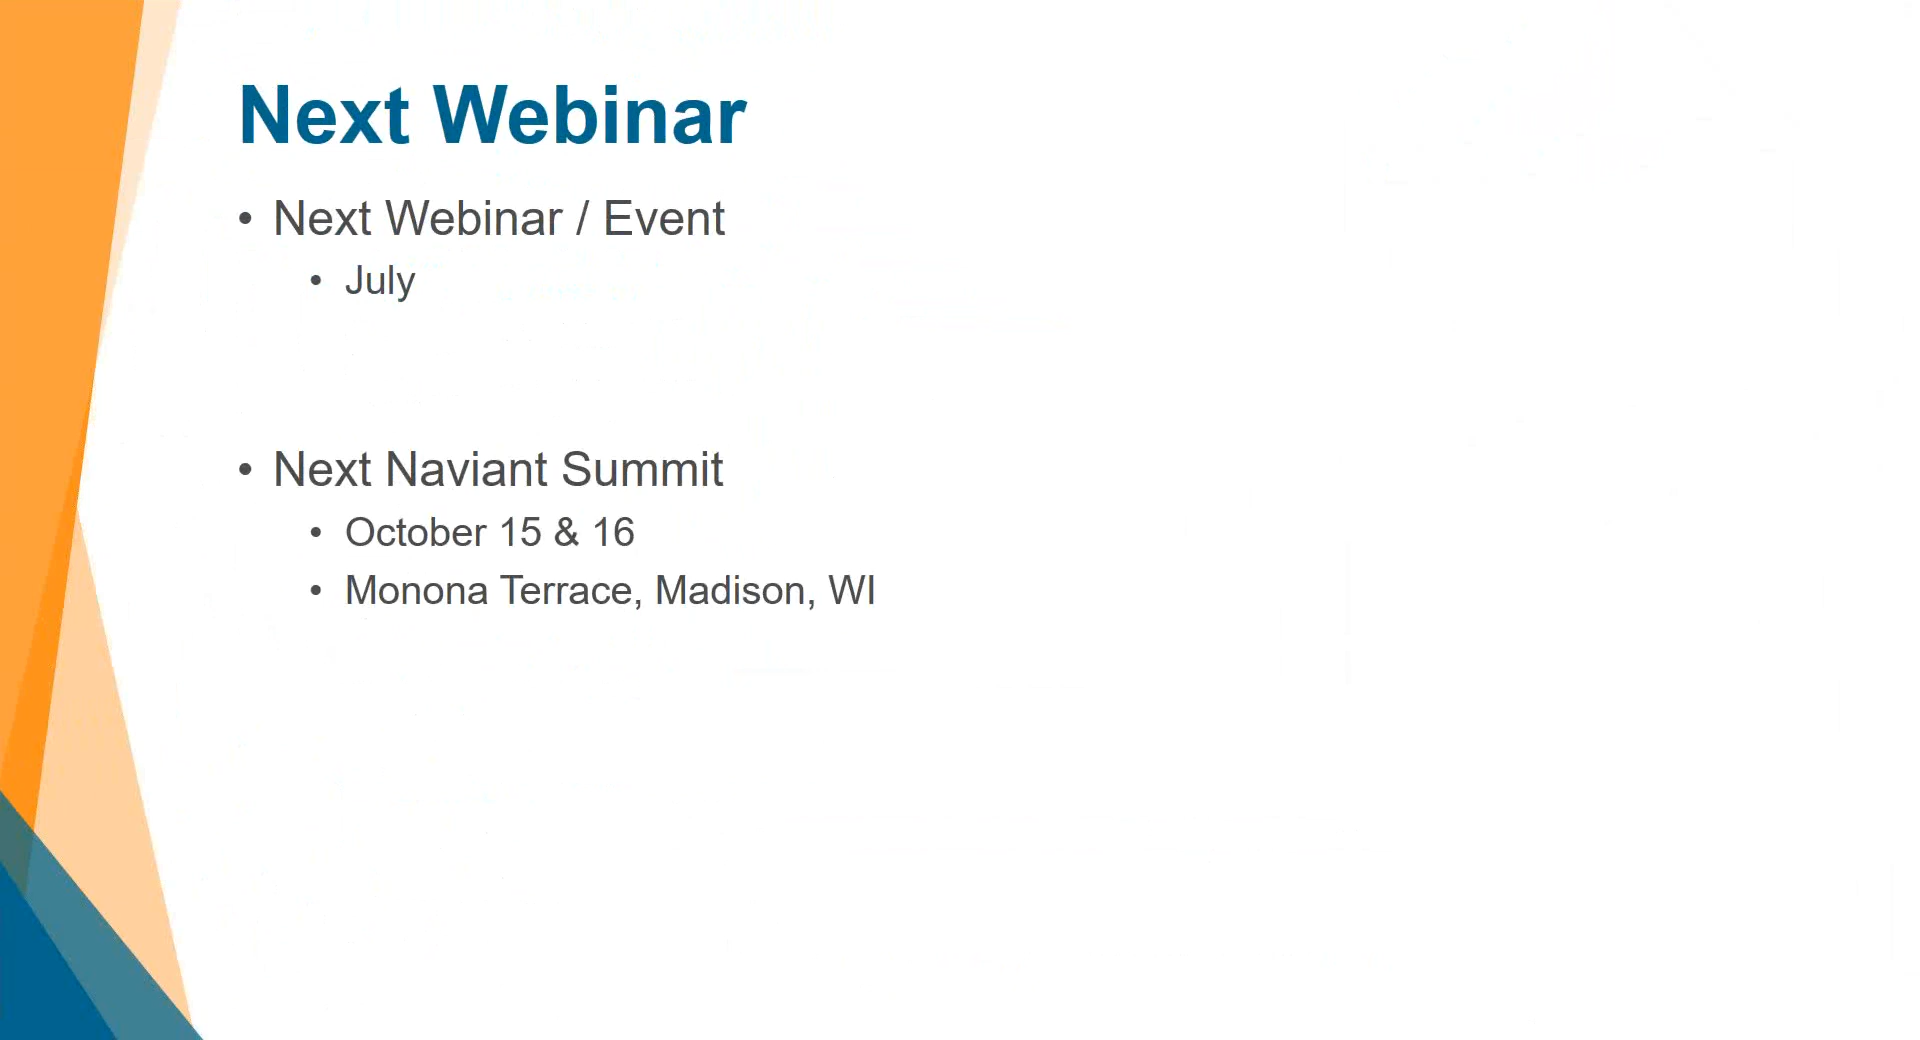 Next Webinar
• Next Webinar / Event
• July
• Next Naviant Summit
• October 15 & 16
• Monona Terrace, Madison, WI